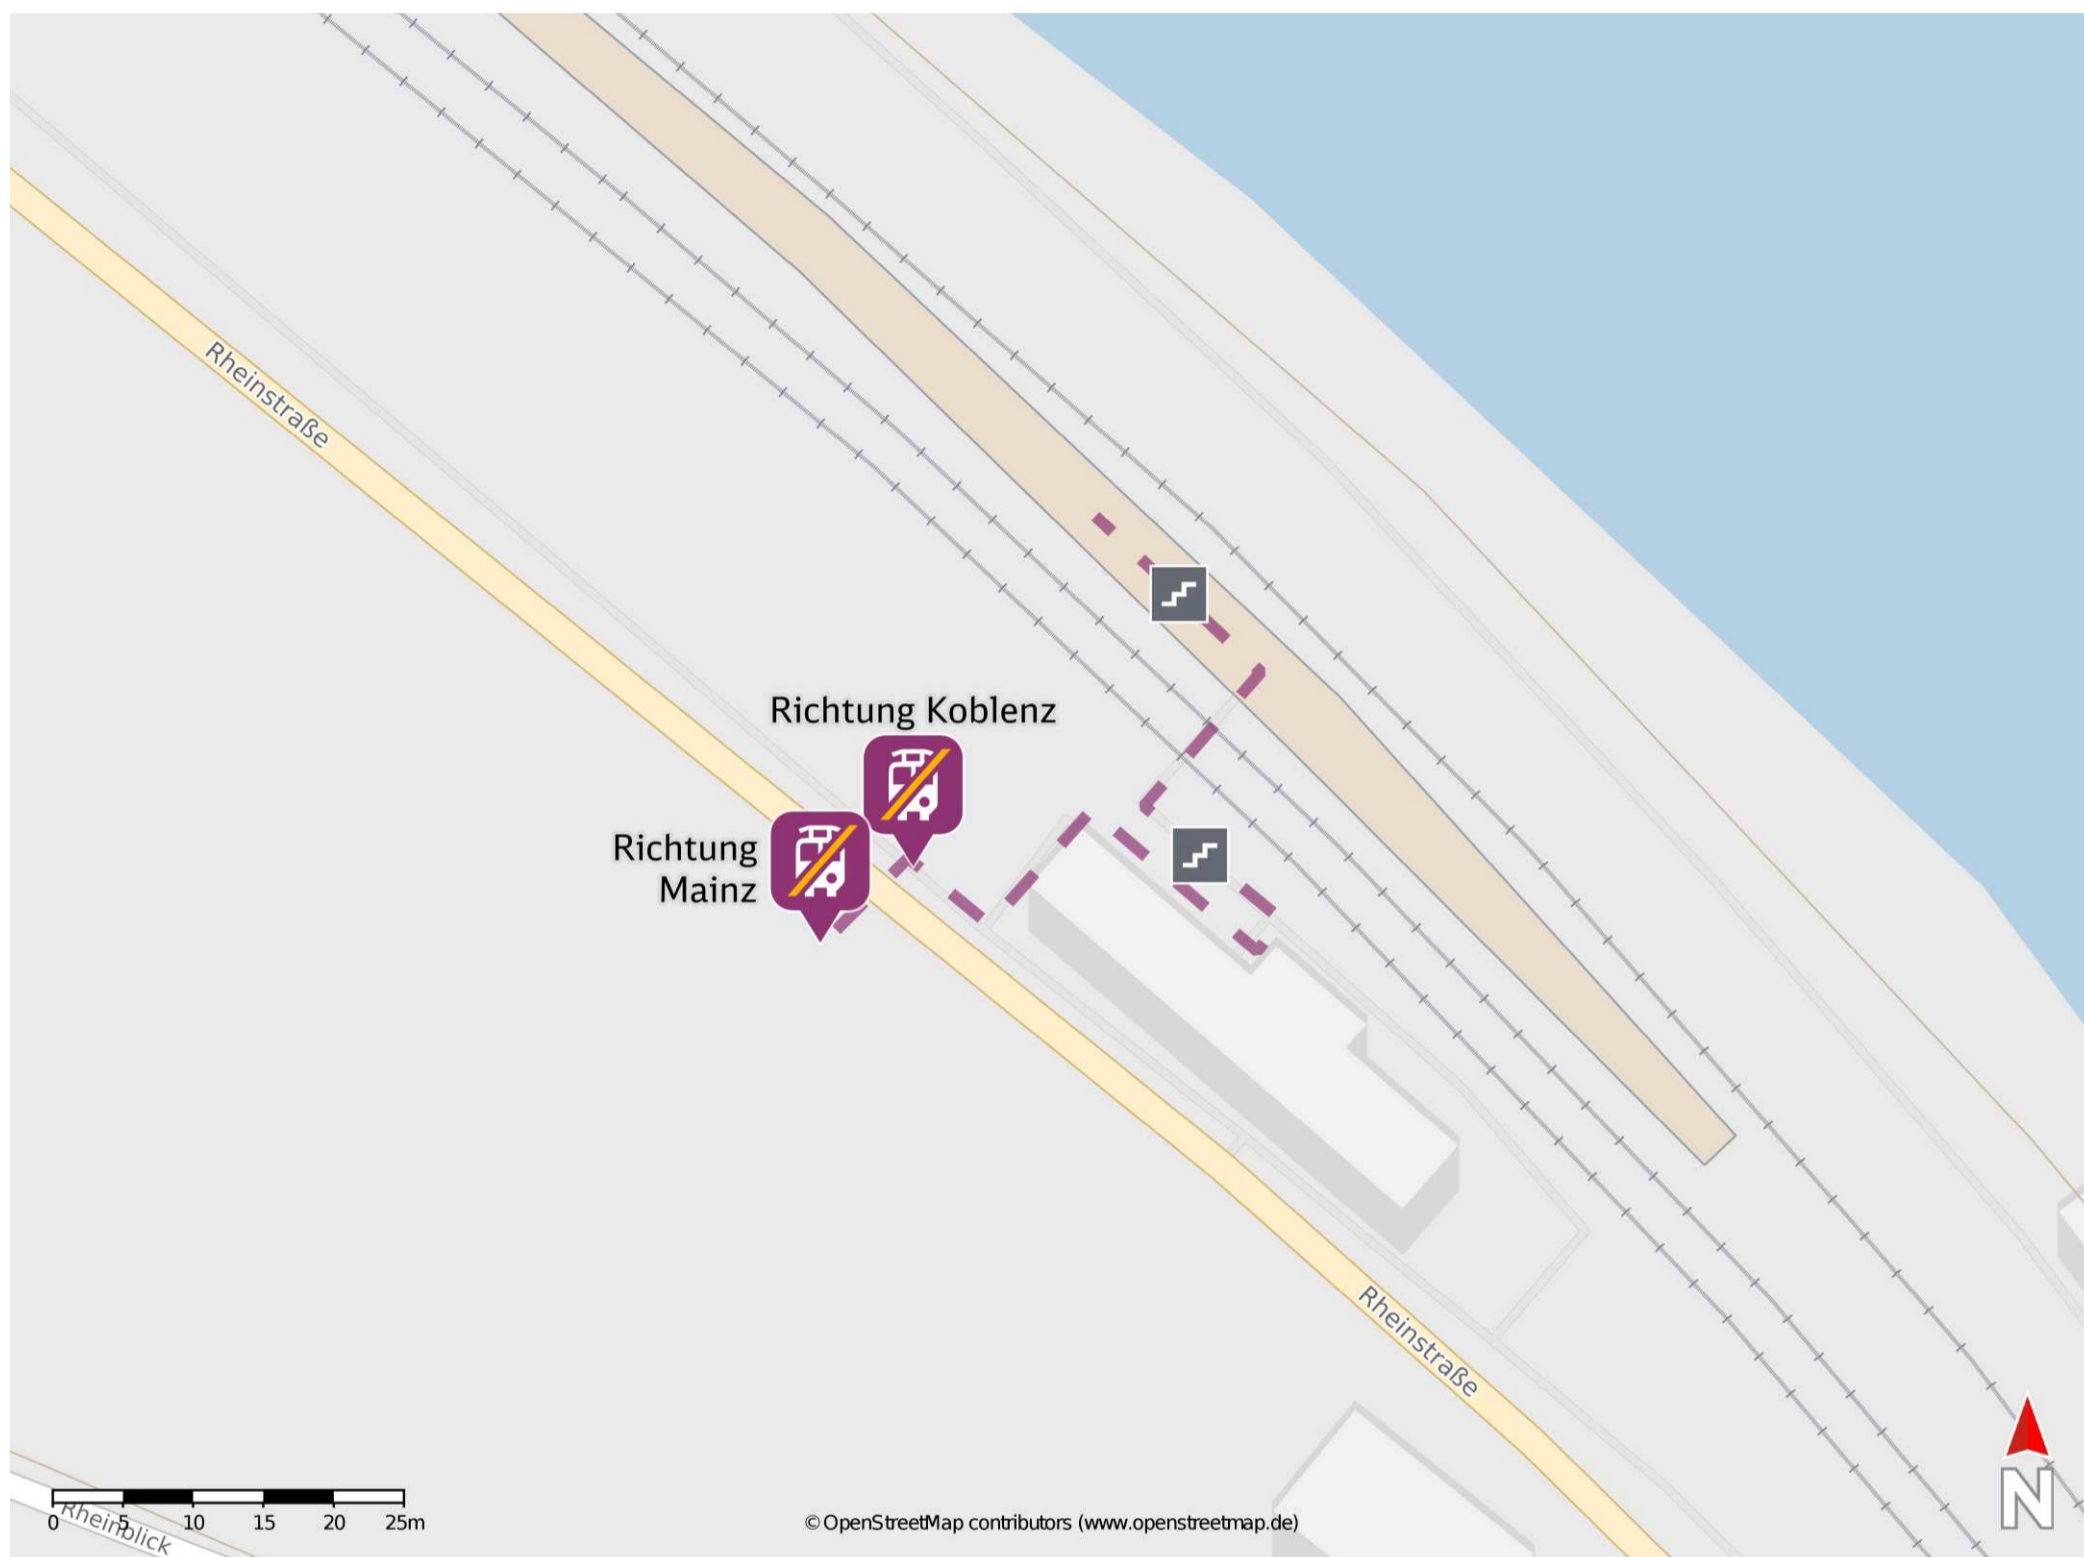 Rheinstraße
Richtung Koblenz
Richtung
Mainz
Rheinstraße
N
0 5 10 15 20 25m
Rheinblick
© OpenStreetMap contributors (www.openstreetmap.de)